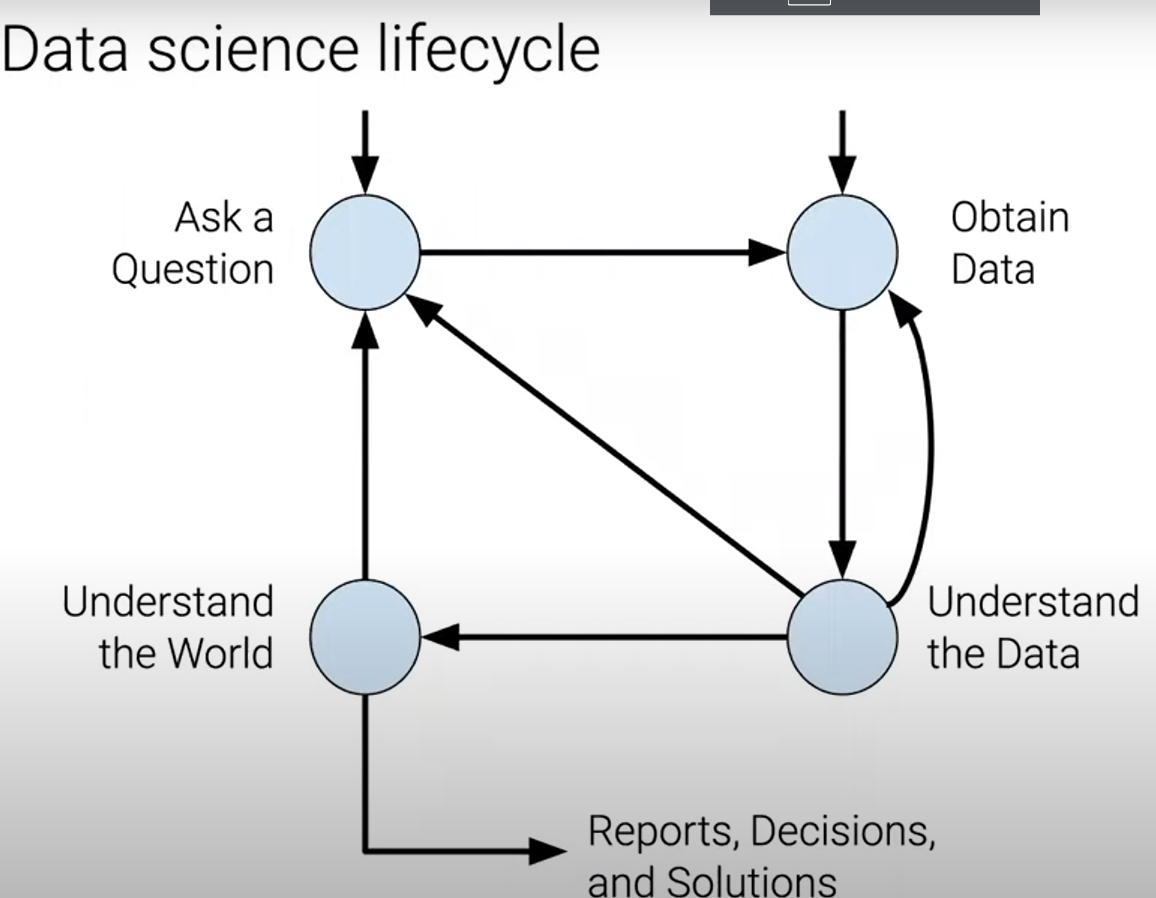 Data science lifecycle
Ask a
Question
Obtain
Data
Understand
the World
Understand
the Data
Reports, Decisions,
and Solutions